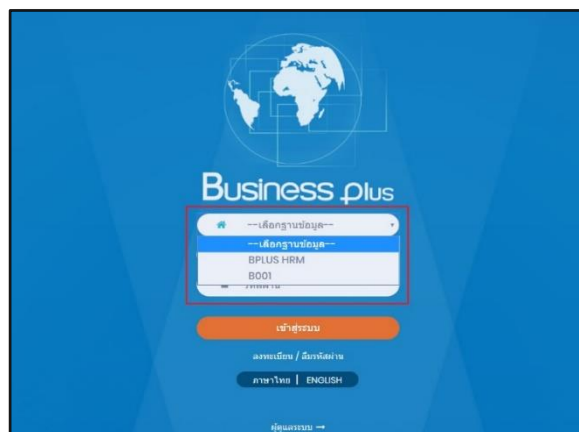 Business Plus
--เลือกฐานข้อมูล--
--เลือกฐานข้อมูล--
BPLUS HRM
B001
เข้าสู่ระบบ
ลงทะเบียน / ลืมรหัสผ่าน
ภาษาไทย | ENGLISH
ผู้ดูแลระบบ →